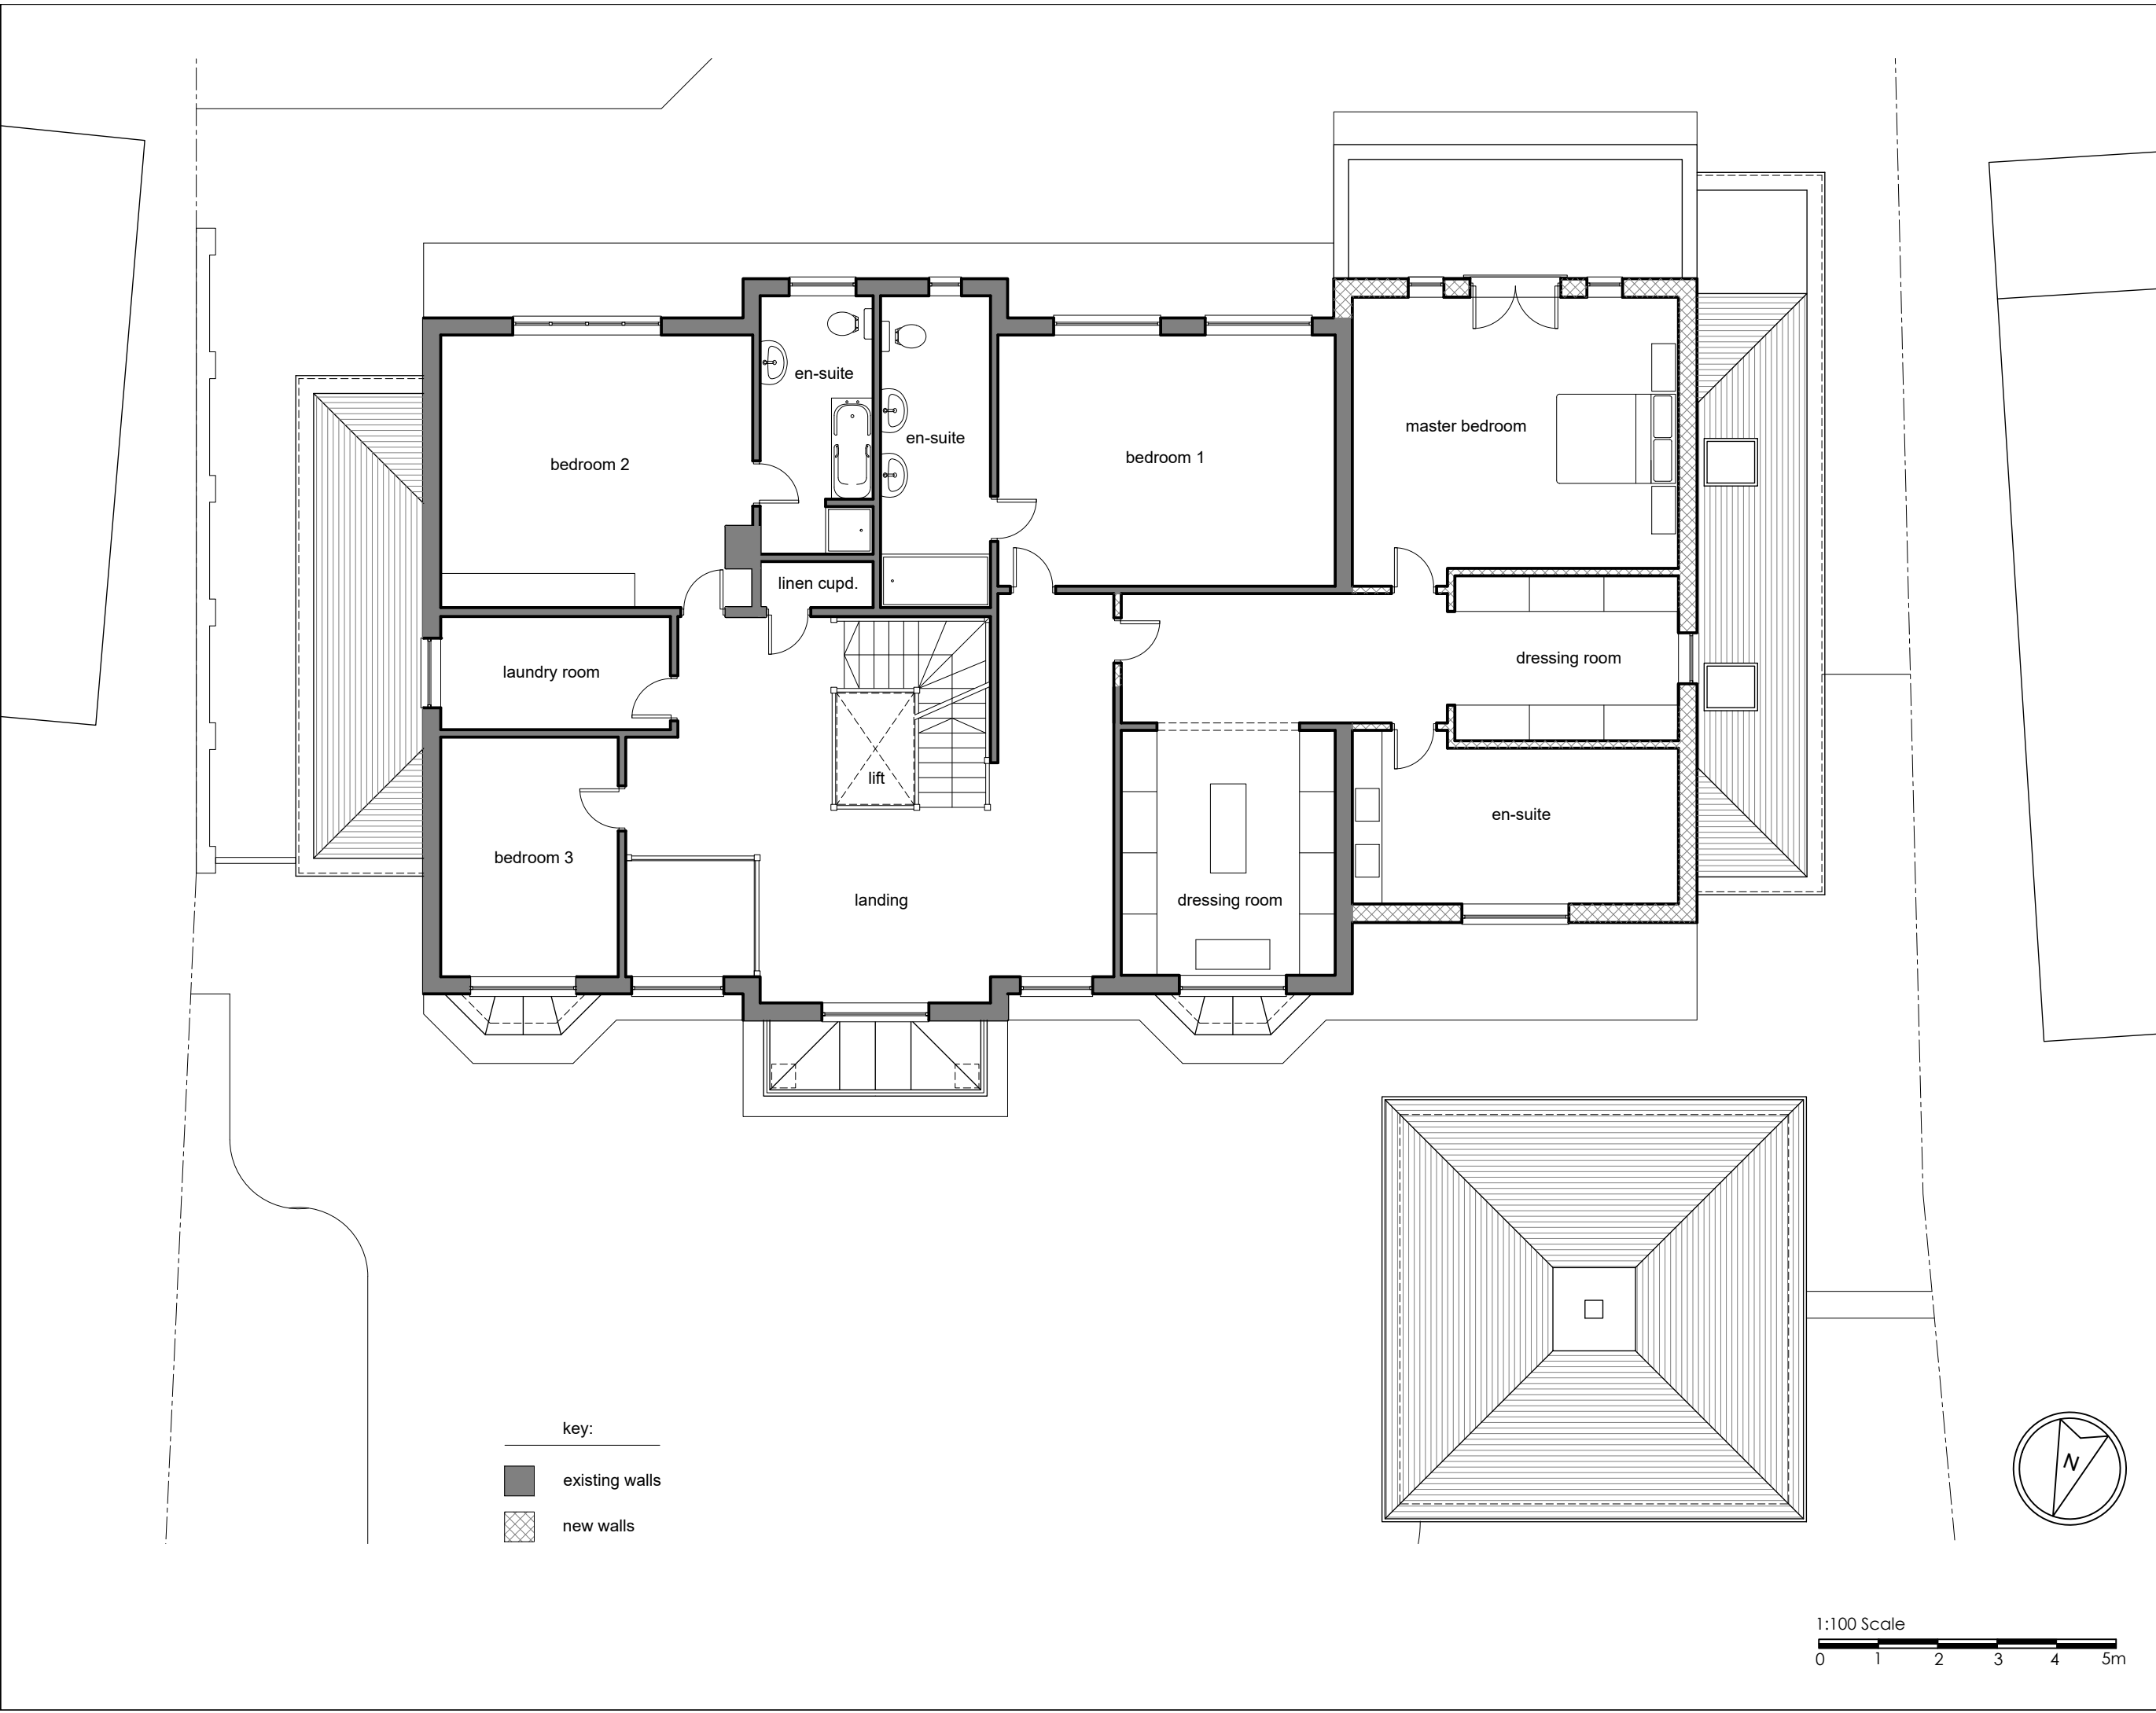 en-suite
en-suite
master bedroom
bedroom 1
bedroom 2
linen cupd.
laundry room
dressing room
lift
en-suite
bedroom 3
landing
dressing room
key:
existing walls
new walls
N
1:100 Scale
0 1 2 3 4 5m